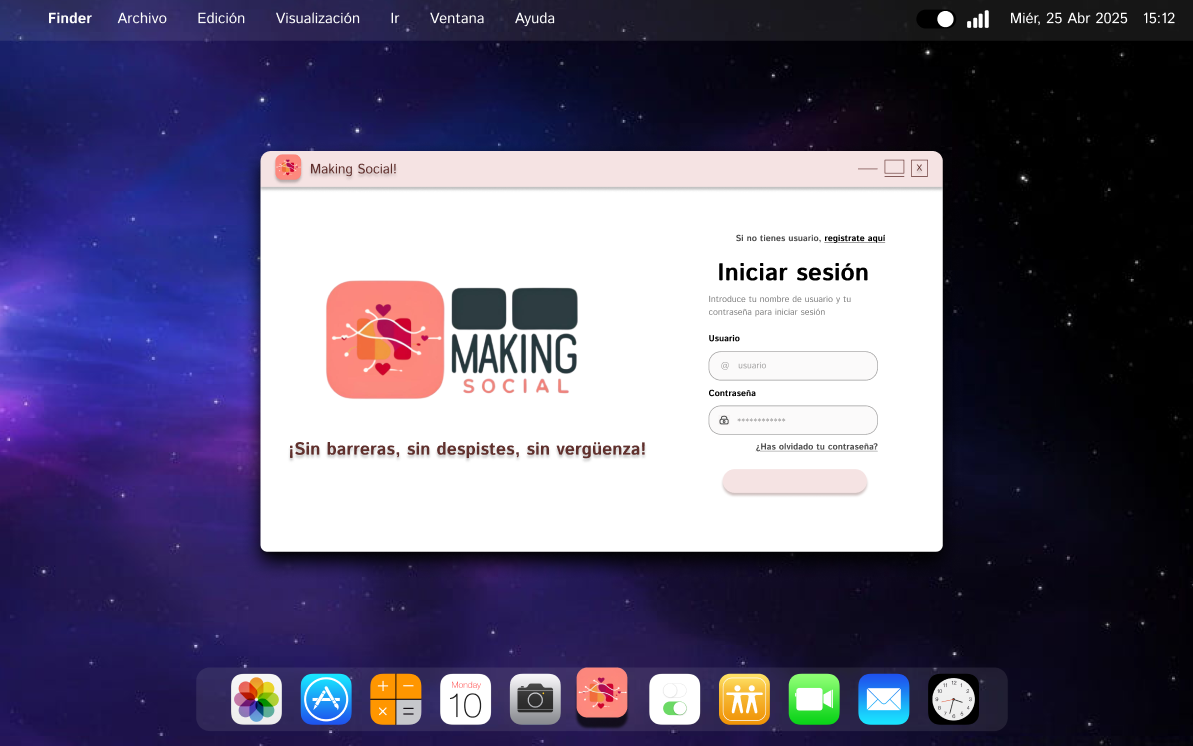 Finder Archivo Edición Visualización Ir Ventana Ayuda Miér, 25 Abr 2025 15:12
Making Social! X
Si no tienes usuario, registrate aquí
Iniciar sesión
Introduce tu nombre de usuario y tu
contraseña para iniciar sesión
Usuario
@ usuario
Contraseña
************
¿Has olvidado tu contraseña?
MAKING
SOCIAL
¡Sin barreras, sin despistes, sin vergüenza!
Monday
10